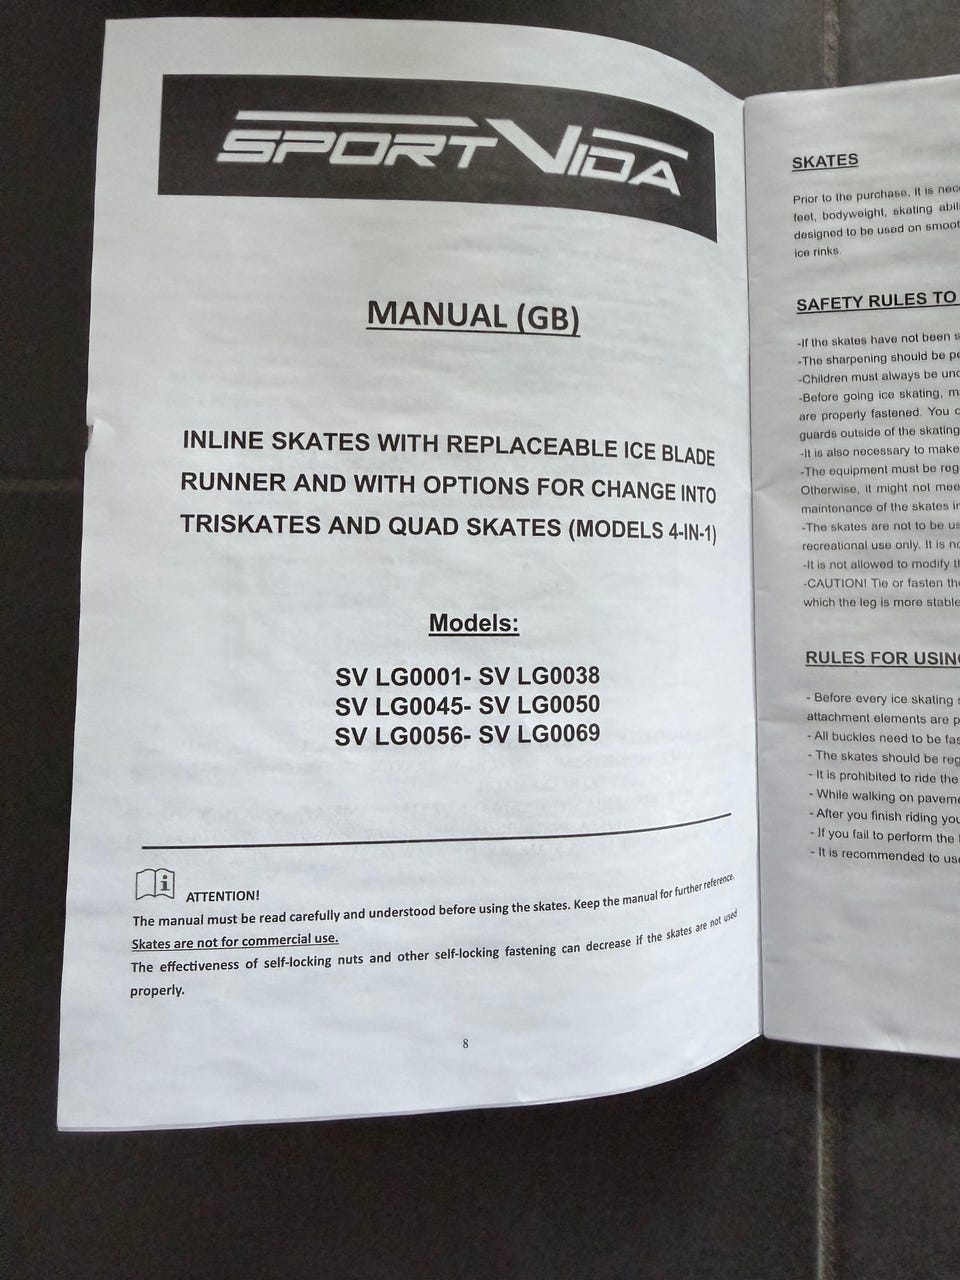 SPORTVIDA
MANUAL (GB)
INLINE SKATES WITH REPLACEABLE ICE BLADE
RUNNER AND WITH OPTIONS FOR CHANGE INTO
TRISKATES AND QUAD SKATES (MODELS 4-IN-1)
Models:
SV LG0001- SV LG0038
SV LG0045- SV LG0050
SV LG0056- SV LG0069
ATTENTION!
The manual must be read carefully and understood before using the skates. Keep the manual for further reference.
Skates are not for commercial use.
The effectiveness of self-locking nuts and other self-locking fastening can decrease if the skates are not used
properly.
8
SKATES
Prior to the purchase, it is
feet, bodyweight, skating
designed to be used on
ice rinks.
SAFETY RULES TO
-If the skates have not been
-The sharpening should be
-Children must always be
-Before going ice skating,
are properly fastened. You
guards outside of the skating
-It is also necessary to make
-The equipment must be
Otherwise, it might not
maintenance of the skates
-The skates are not to be
recreational use only. It is
-It is not allowed to modify
-CAUTION! Tie or fasten
which the leg is more stable
RULES FOR
- Before every ice skating
attachment elements are
- All buckles need to be
- The skates should be
- It is prohibited to ride the
- While walking on
- After you finish riding
- If you fail to perform the
- It is recommended to